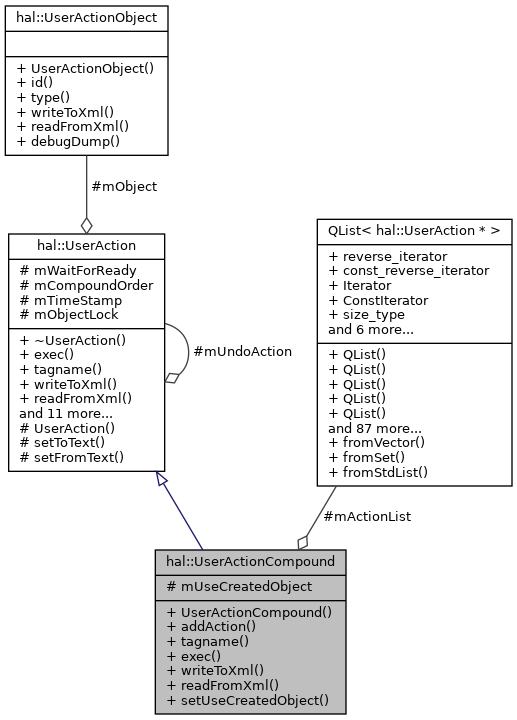 hal::UserActionObject
+ UserActionObject()
+ id()
+ type()
+ writeToXml()
+ readFromXml()
+ debugDump()
#mObject
hal::UserAction
# mWaitForReady
# mCompoundOrder
# mTimeStamp
# mObjectLock
+ ~UserAction()
+ exec()
+ tagname()
+ writeToXml()
+ readFromXml()
and 11 more...
# UserAction()
# setToText()
# setFromText()
#mUndoAction
QList< hal::UserAction * >
+ reverse_iterator
+ const_reverse_iterator
+ Iterator
+ ConstIterator
+ size_type
and 6 more...
+ QList()
+ QList()
+ QList()
+ QList()
+ QList()
and 87 more...
+ fromVector()
+ fromSet()
+ fromStdList()
#mActionList
hal::UserActionCompound
# mUseCreatedObject
+ UserActionCompound()
+ addAction()
+ tagname()
+ exec()
+ writeToXml()
+ readFromXml()
+ setUseCreatedObject()